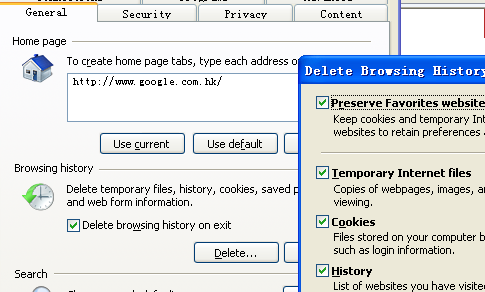 General
Security
Privacy
Content
Home page
To create home page tabs, type each address o
http://www.google.com.hk/
Use current
Use default
Browsing history
Delete temporary files, history, cookies, saved p
and web form information.
Delete browsing history on exit
Delete...
Search
Delete Browsing History
Preserve Favorites website
Keep cookies and temporary Int
websites to retain preferences a
Temporary Internet files
Copies of webpages, images, an
viewing.
Cookies
Files stored on your computer b
such as login information.
History
List of websites you have visited